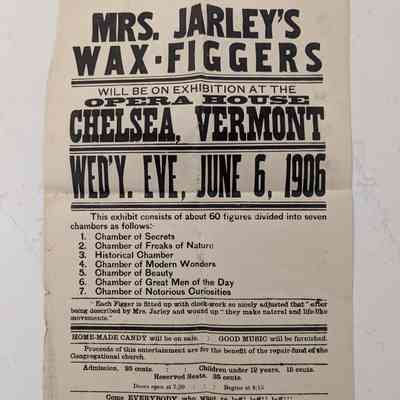 MRS. JARLEY'S
WAX-FIGGERS
WILL BE ON EXHIBITION AT THE
OPERA HOUSE
CHELSEA, VERMONT
WED'Y. EVE, JUNE 6, 1906
This exhibit consists of about 60 figures divided into seven
chambers as follows:
1. Chamber of Secrets
2. Chamber of Freaks of Nature
3. Historical Chamber
4. Chamber of Modern Wonders
5. Chamber of Beauty
6. Chamber of Great Men of the Day
7. Chamber of Notorious Curiosities
"Each Figger is fitted up with clock-work so nicely adjusted that" after
being described by Mrs. Jarley and wound up "they make natural and life-like
movements."
HOME-MADE CANDY will be on sale. GOOD MUSIC will be furnished.
Proceeds of this entertainment are for the benefit of the repair fund of the
Congregational church.
Admission, 25 cents. Children under 12 years, 15 cents.
Reserved Seats, 35 cents.
Doors open at 7.30 Begins at 8.15
Come EVERYBODY who want to